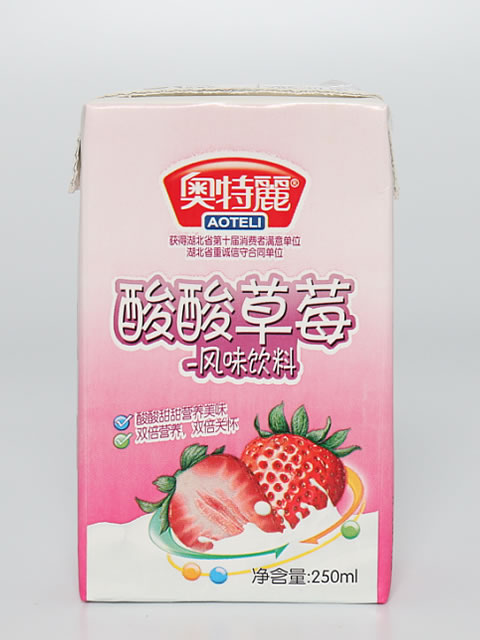 奥特麗®
AOTELI
获得湖北省第十届消费者满意单位
湖北省重诚信守合同单位
酸酸草莓
-风味饮料
酸酸甜甜营养美味
双倍营养，双倍关怀
净含量:250ml